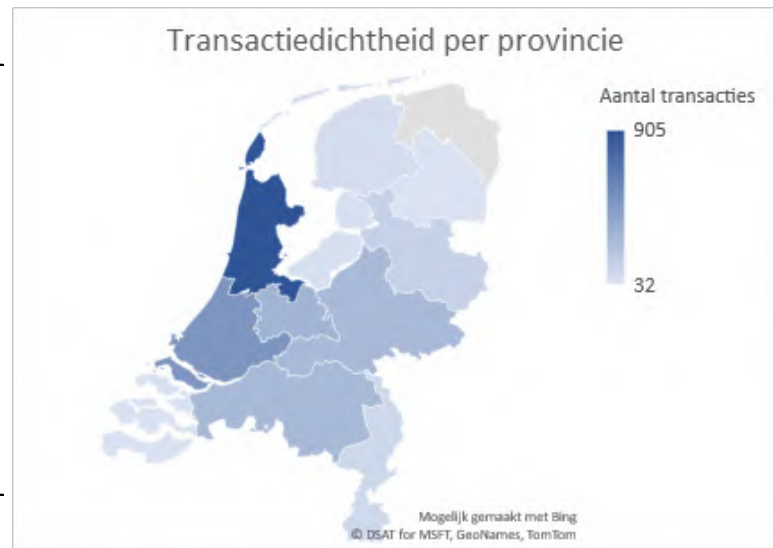 Transactiedichtheid per provincie
Aantal transacties
905
32
Mogelijk gemaakt met Bing
© DSAT for MSFT, GeoNames, TomTom